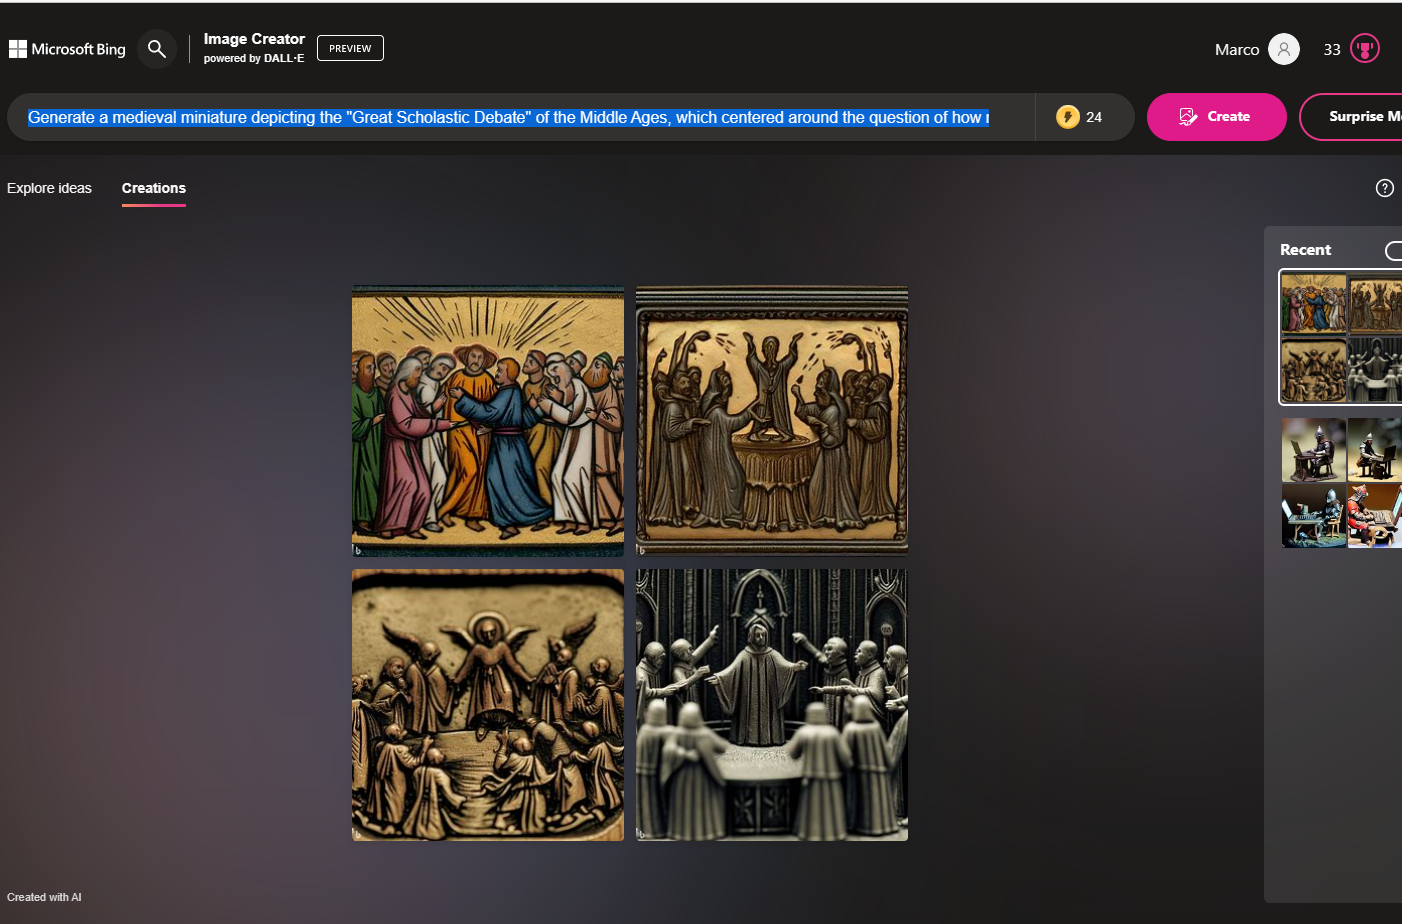 Microsoft Bing
Image Creator
powered by DALL·E
PREVIEW
Marco
33
Generate a medieval miniature depicting the "Great Scholastic Debate" of the Middle Ages, which centered around the question of how
24
Create
Surprise
Explore ideas
Creations
Recent
Created with AI